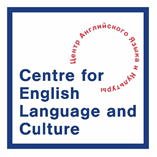 Центр Английского Языка и Культуры
Centre for
English
Language and
Culture